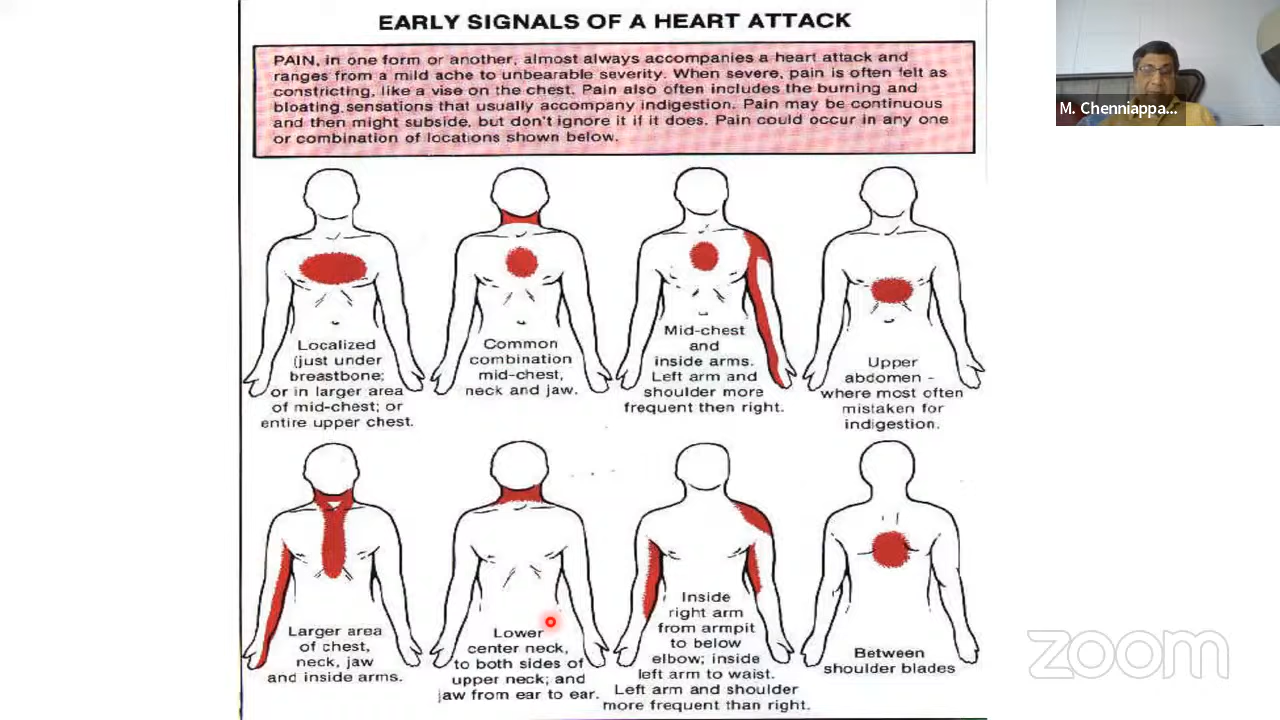 EARLY SIGNALS OF A HEART ATTACK
PAIN, in one form or another, almost always accompanies a heart attack and
ranges from a mild ache to unbearable severity. When severe, pain is often felt as
constricting, like a vise on the chest. Pain also often includes the burning and
bloating sensations that usually accompany indigestion. Pain may be continuous
and then might subside, but don't ignore it if it does. Pain could occur in any one
or combination of locations shown below.
M. Chenniappa...
Localized
(just under
breastbone;
or in larger area
of mid-chest; or
entire upper chest.
Common
combination
mid-chest,
neck and jaw.
Mid-chest
and
inside arms.
Left arm and
shoulder more
frequent then right.
Upper
abdomen -
where most often
mistaken for
indigestion.
Larger area
of chest,
neck, jaw
and inside arms.
Lower
center neck,
to both sides of
upper neck; and
jaw from ear to ear.
Inside
right arm
from armpit
to below
elbow; inside
left arm to waist.
Left arm and shoulder
more frequent than right.
Between
shoulder blades
zoom